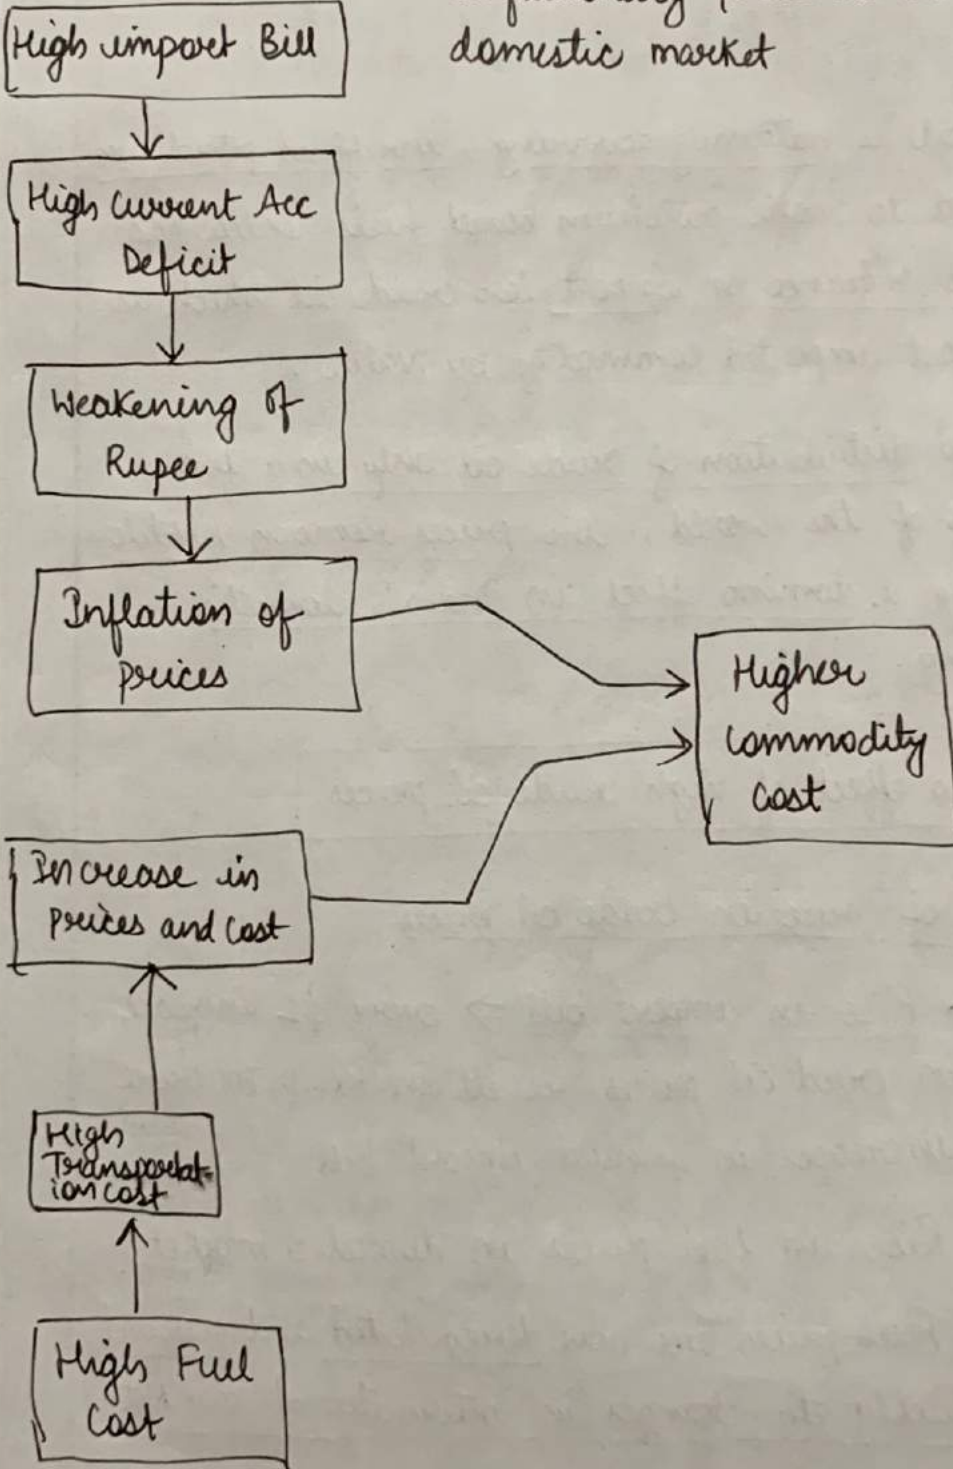 High import Bill
domestic market
High Current Acc
Deficit
Weakening of
Rupee
Inflation of
prices
Higher
Commodity
Cost
Increase in
prices and cost
High
Transportat-
ion cost
High Fuel
Cost